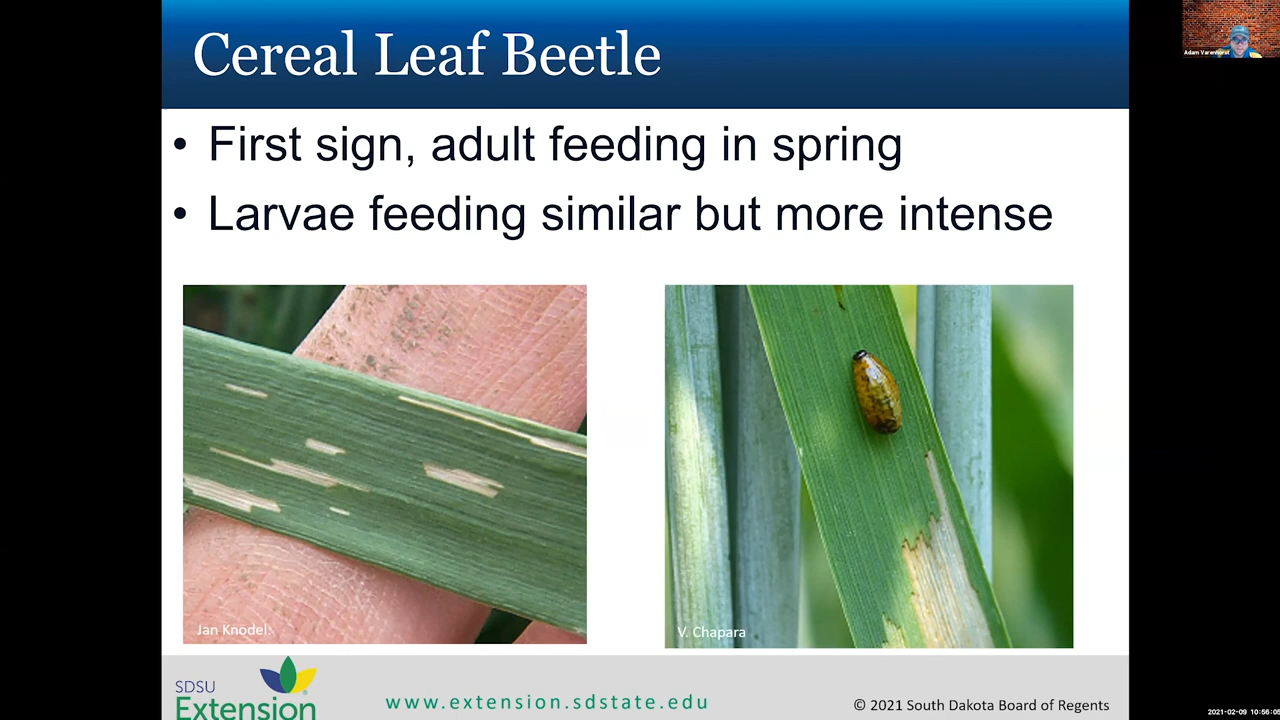 Cereal Leaf Beetle
Adam Varenhorst
• First sign, adult feeding in spring
• Larvae feeding similar but more intense
Jan Knodel.
V. Chapara
SDSU
Extension
www.extension.sdstate.edu
© 2021 South Dakota Board of Regents
2021-02-09 10:56:05